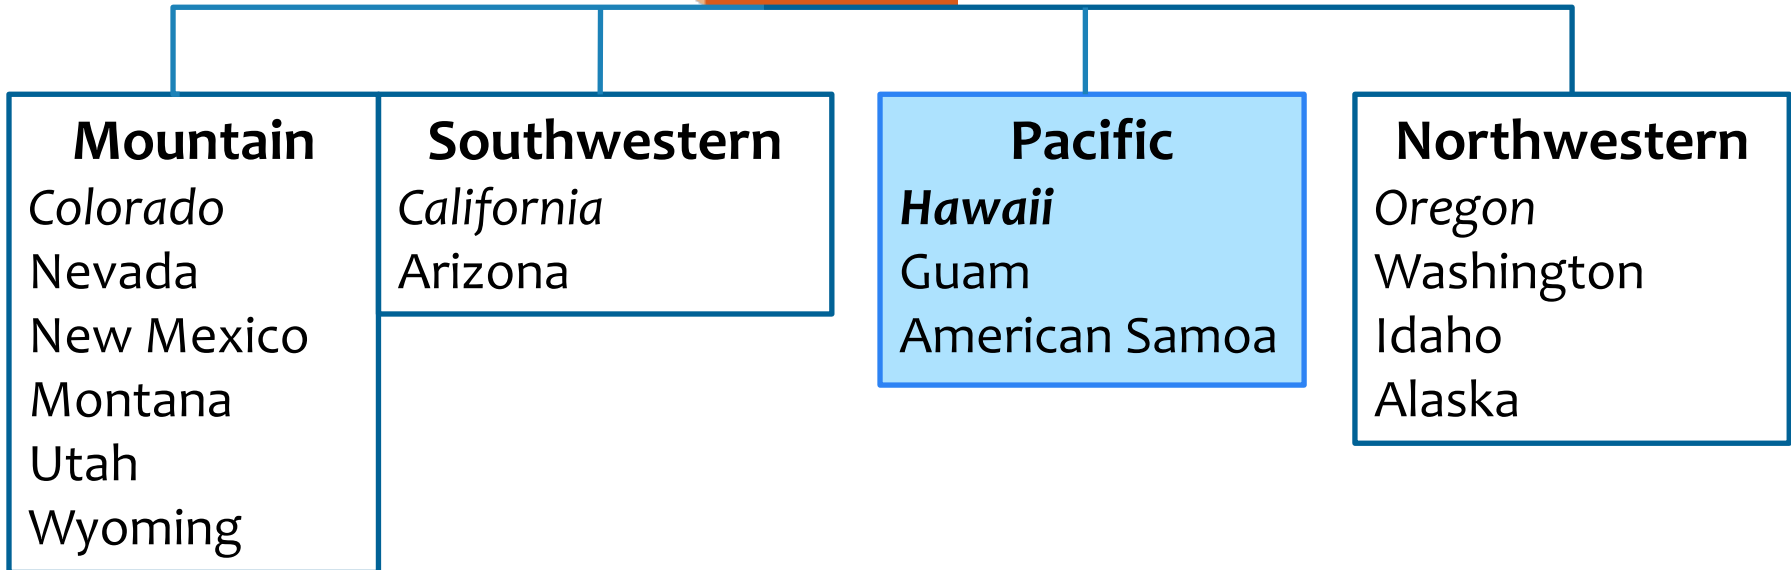 Mountain
Colorado
Nevada
New Mexico
Montana
Utah
Wyoming
Southwestern
California
Arizona
Pacific
Hawaii
Guam
American Samoa
Northwestern
Oregon
Washington
Idaho
Alaska